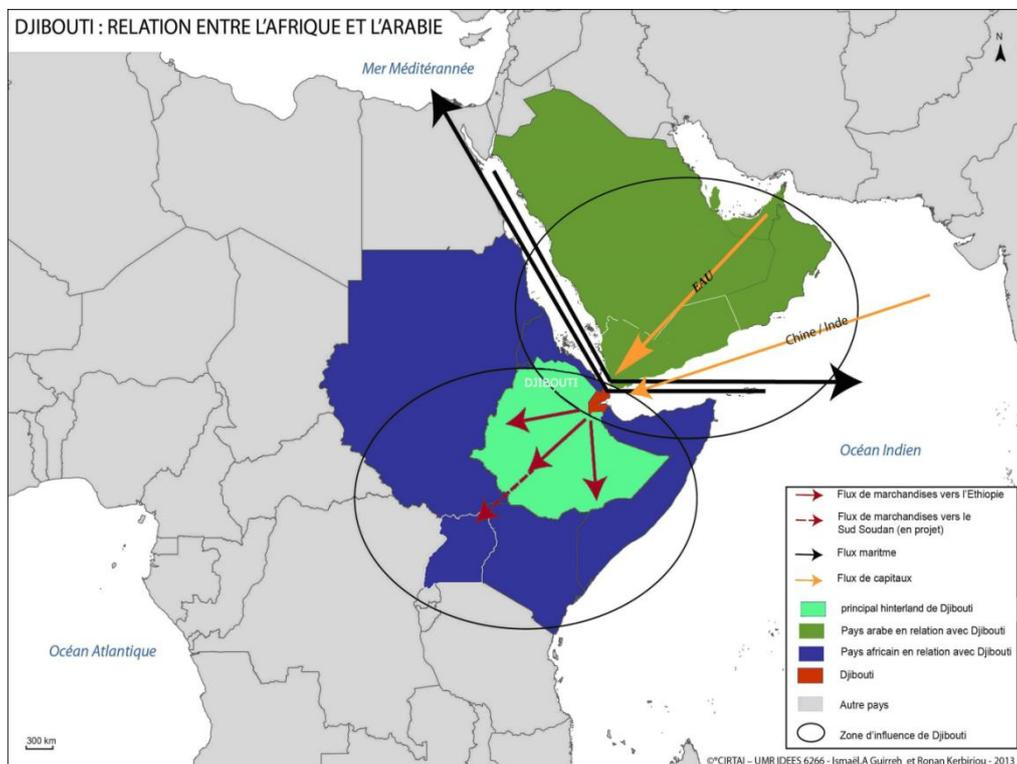 DJIBOUTI : RELATION ENTRE L'AFRIQUE ET L'ARABIE
N
Mer Méditérannée
EAU
Chine / Inde
DJIBOUTI
Océan Indien
Océan Atlantique
Flux de marchandises vers l'Ethiopie
Flux de marchandises vers le
Sud Soudan (en projet)
Flux maritme
Flux de capitaux
principal hinterland de Djibouti
Pays arabe en relation avec Djibouti
Pays africain en relation avec Djibouti
Djibouti
Autre pays
Zone d'influence de Djibouti
300 km
©°CIRTAI – UMR IDEES 6266 - Ismaël.A Guirreh et Ronan Kerbiriou - 2013